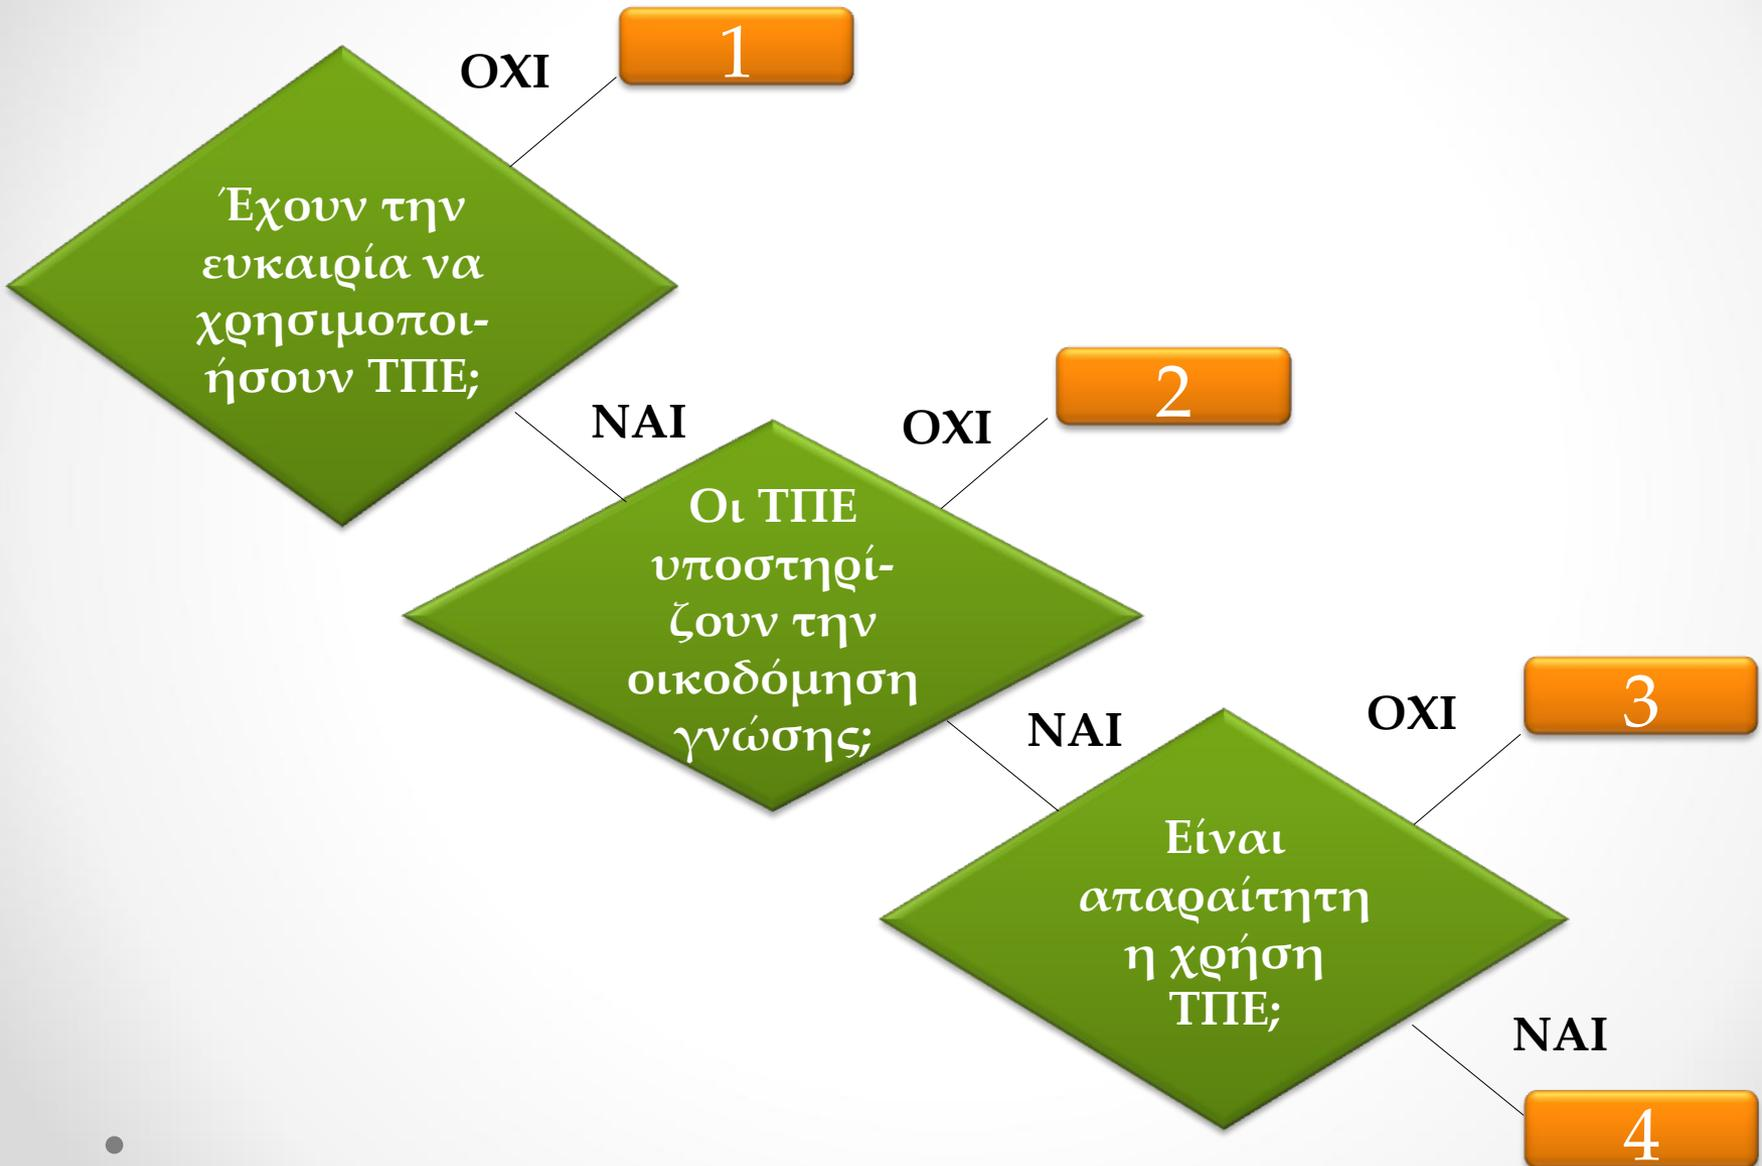 ΟΧΙ
1
Έχουν την
ευκαιρία να
χρησιμοποι-
ήσουν ΤΠΕ;
ΝΑΙ
ΟΧΙ
2
Οι ΤΠΕ
υποστηρί-
ζουν την
οικοδόμηση
γνώσης;
ΝΑΙ
ΟΧΙ
3
Είναι
απαραίτητη
η χρήση
ΤΠΕ;
ΝΑΙ
4